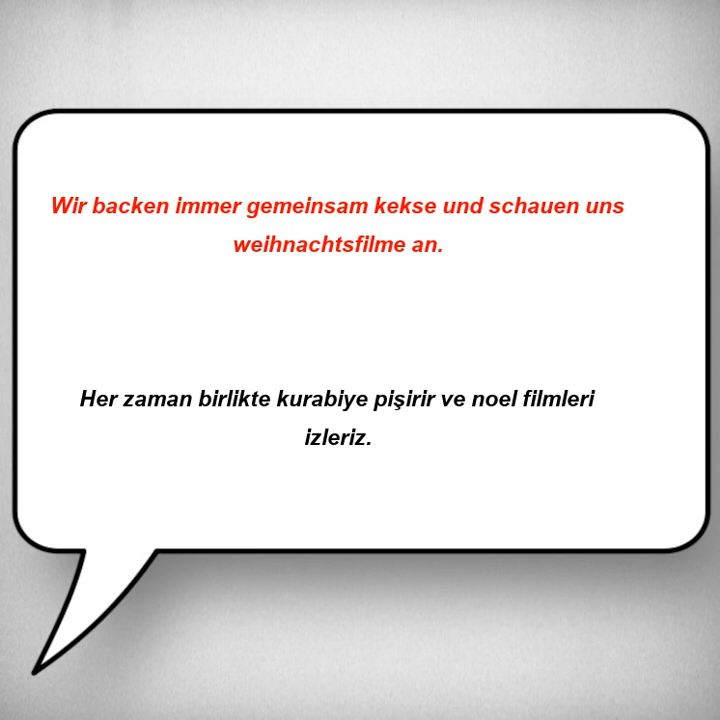 Wir backen immer gemeinsam kekse und schauen uns
weihnachtsfilme an.
Her zaman birlikte kurabiye pişirir ve noel filmleri
izleriz.